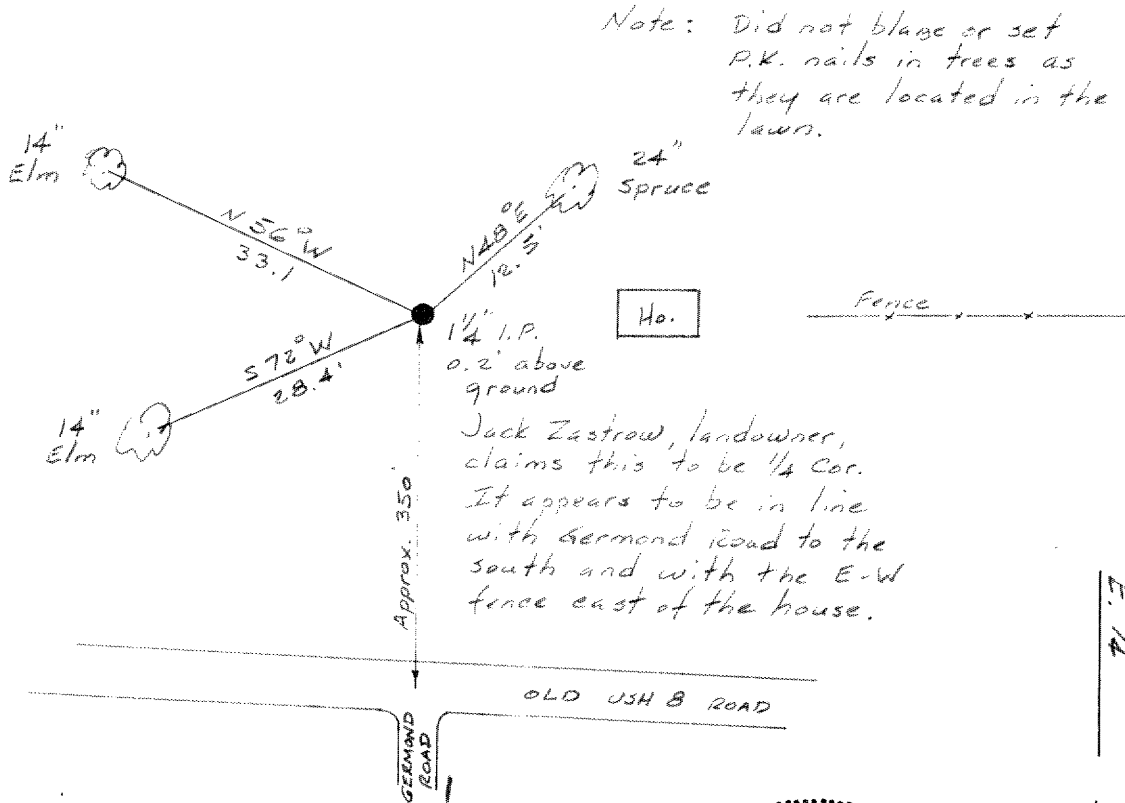 Note: Did not blaze or set
P.K. nails in trees as
they are located in the
lawn.
14"
Elm
24"
Spruce
N 56° W
33.1
N48°E
12.5'
Ho.
Fence
1¼" I.P.
0.2' above
ground
S72°W
28.4'
14"
Elm
Jack Zastrow, landowner,
claims this to be 1/4 Cor.
It appears to be in line
with Germond road to the
south and with the E-W
fence east of the house.
Approx. 350'
OLD USH 8 ROAD
GERMOND
ROAD